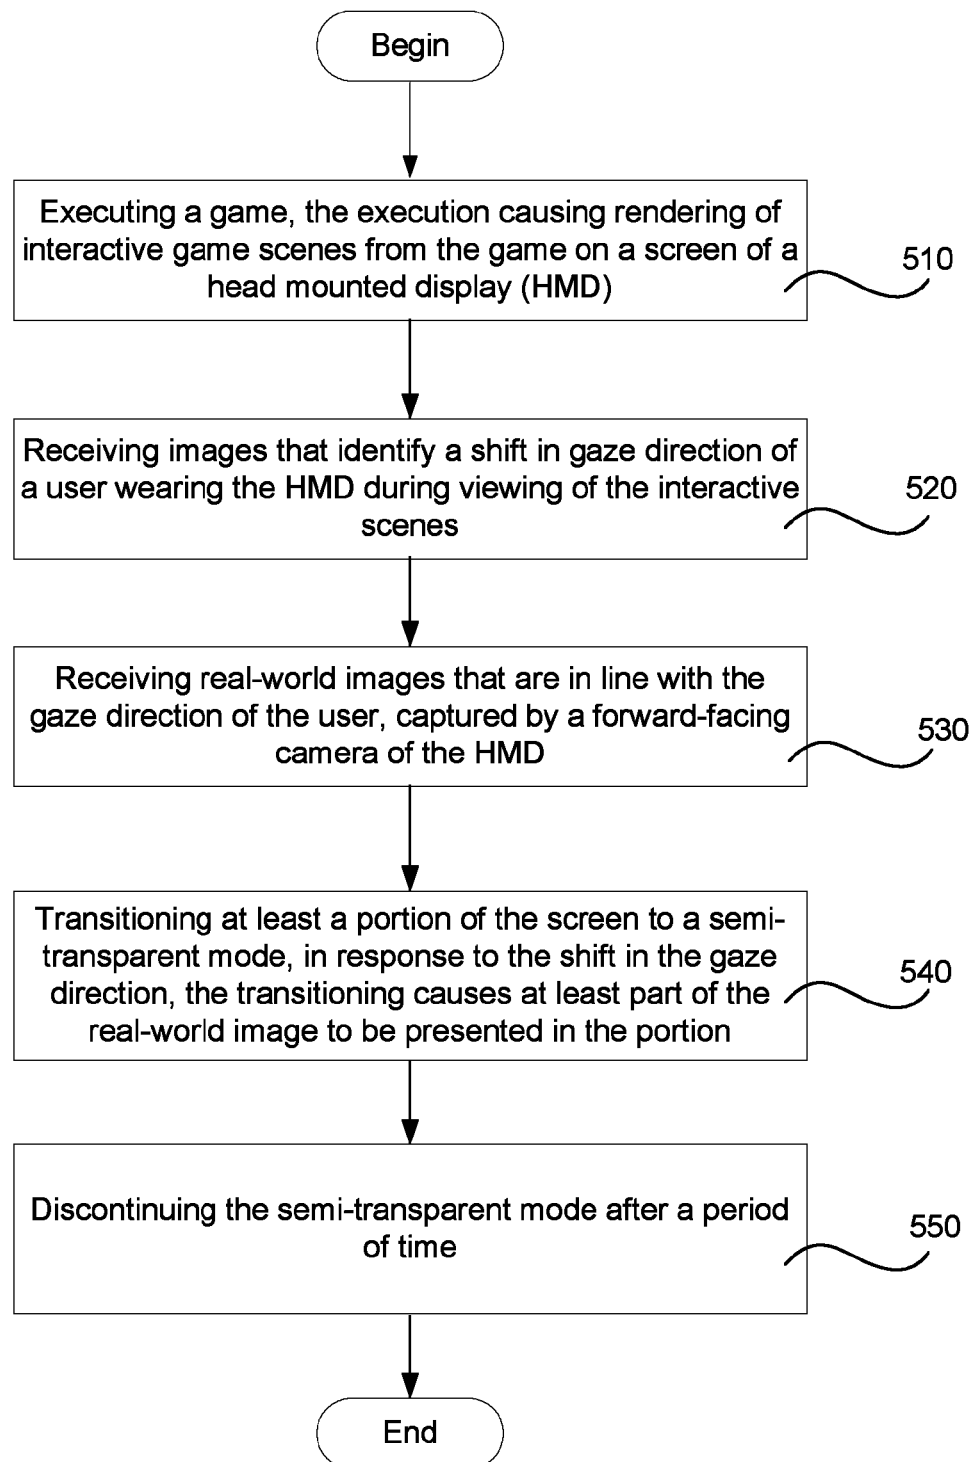 Begin
Executing a game, the execution causing rendering of
interactive game scenes from the game on a screen of a
head mounted display (HMD)
510
Receiving images that identify a shift in gaze direction of
a user wearing the HMD during viewing of the interactive
scenes
520
Receiving real-world images that are in line with the
gaze direction of the user, captured by a forward-facing
camera of the HMD
530
Transitioning at least a portion of the screen to a semi-
transparent mode, in response to the shift in the gaze
direction, the transitioning causes at least part of the
real-world image to be presented in the portion
540
Discontinuing the semi-transparent mode after a period
of time
550
End